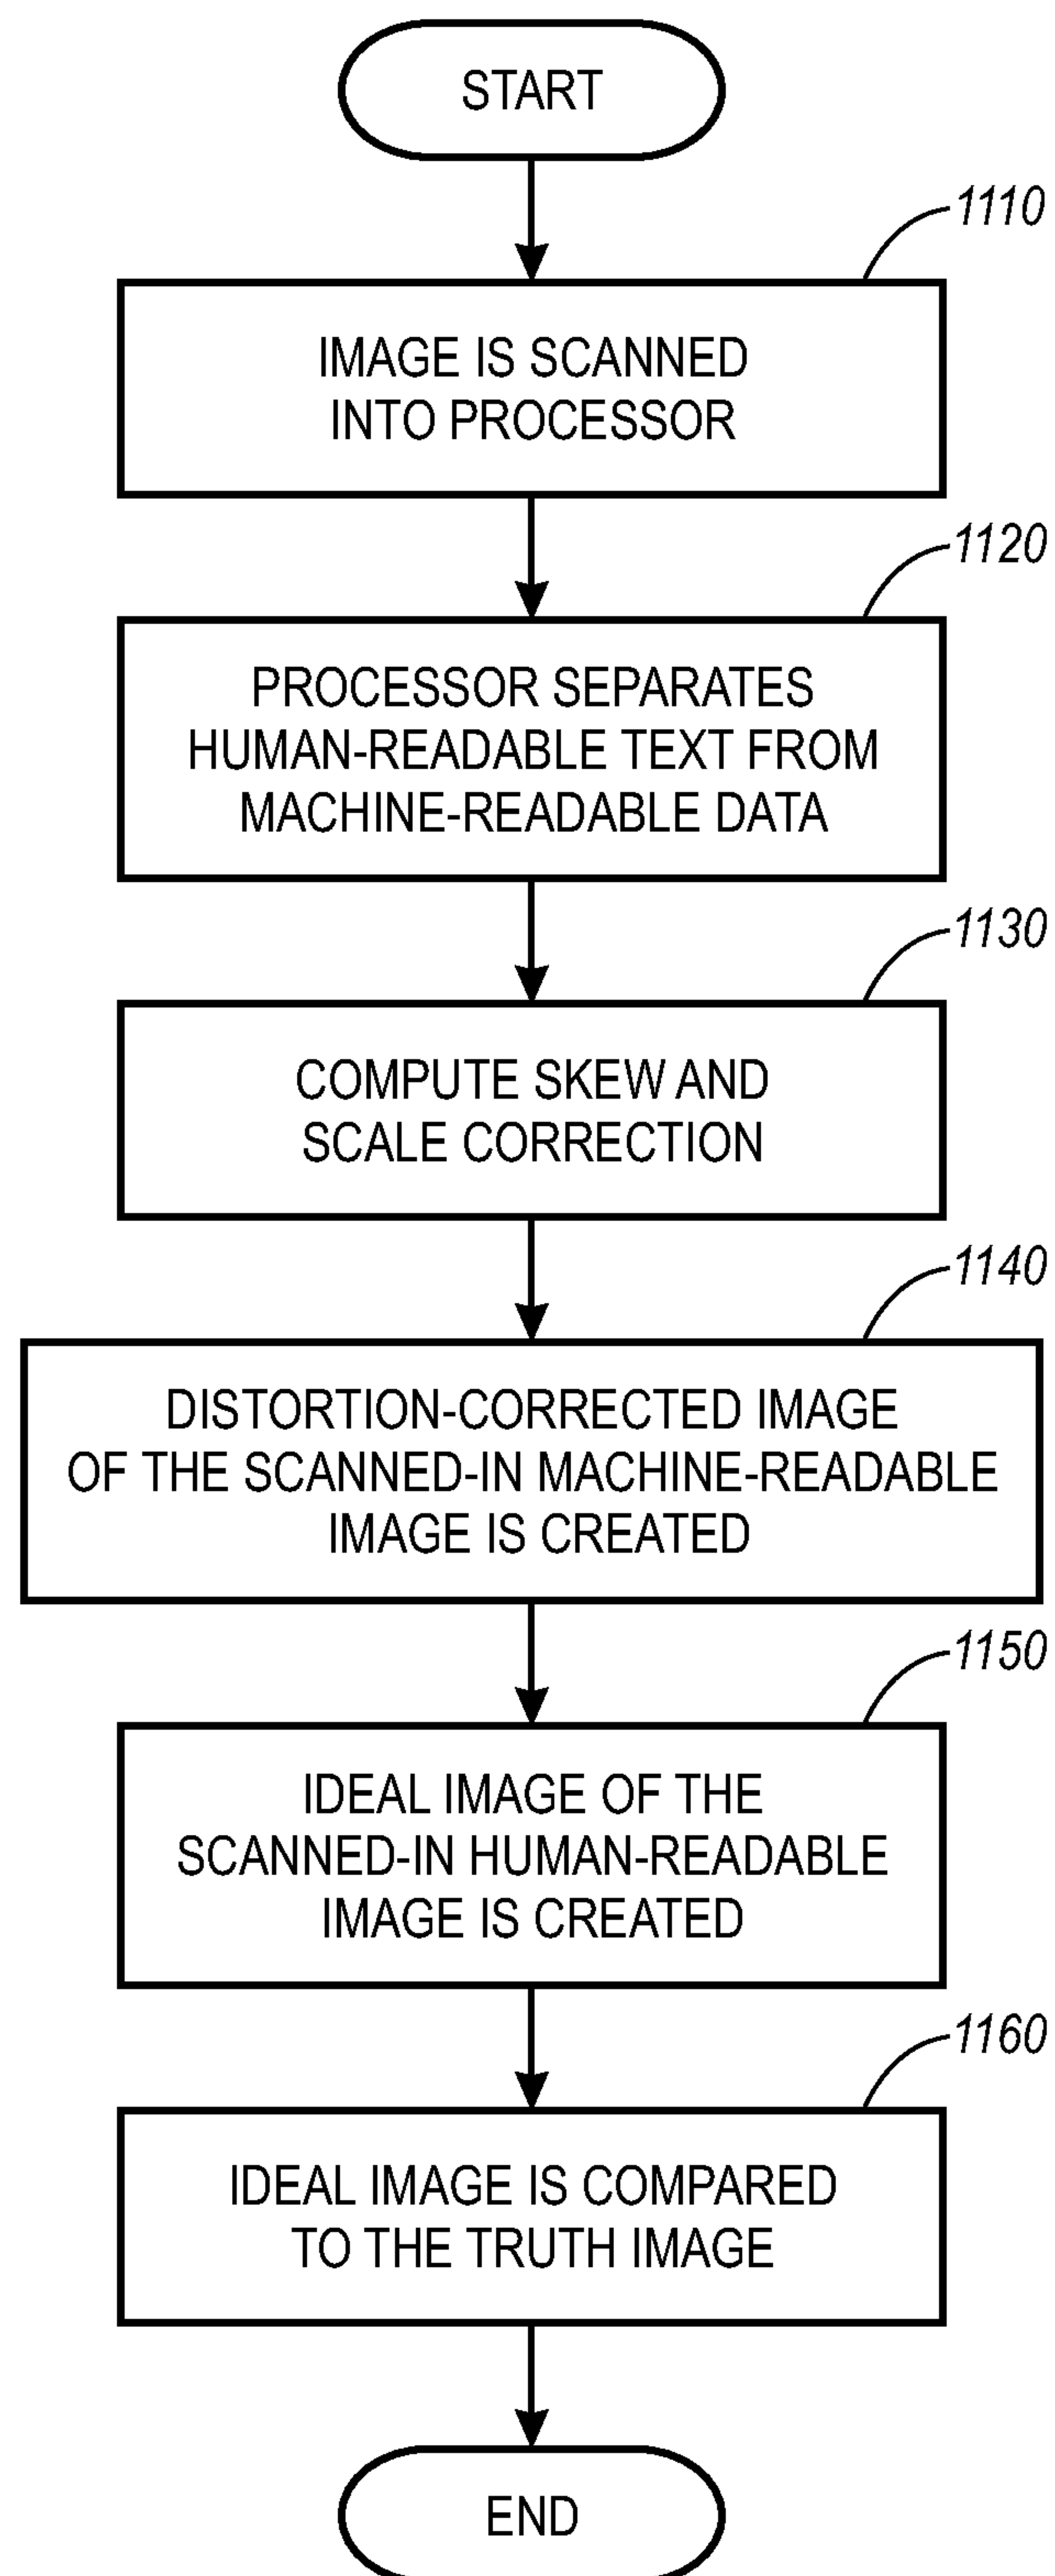 START
1110
IMAGE IS SCANNED
INTO PROCESSOR
1120
PROCESSOR SEPARATES
HUMAN-READABLE TEXT FROM
MACHINE-READABLE DATA
1130
COMPUTE SKEW AND
SCALE CORRECTION
1140
DISTORTION-CORRECTED IMAGE
OF THE SCANNED-IN MACHINE-READABLE
IMAGE IS CREATED
1150
IDEAL IMAGE OF THE
SCANNED-IN HUMAN-READABLE
IMAGE IS CREATED
1160
IDEAL IMAGE IS COMPARED
TO THE TRUTH IMAGE
END